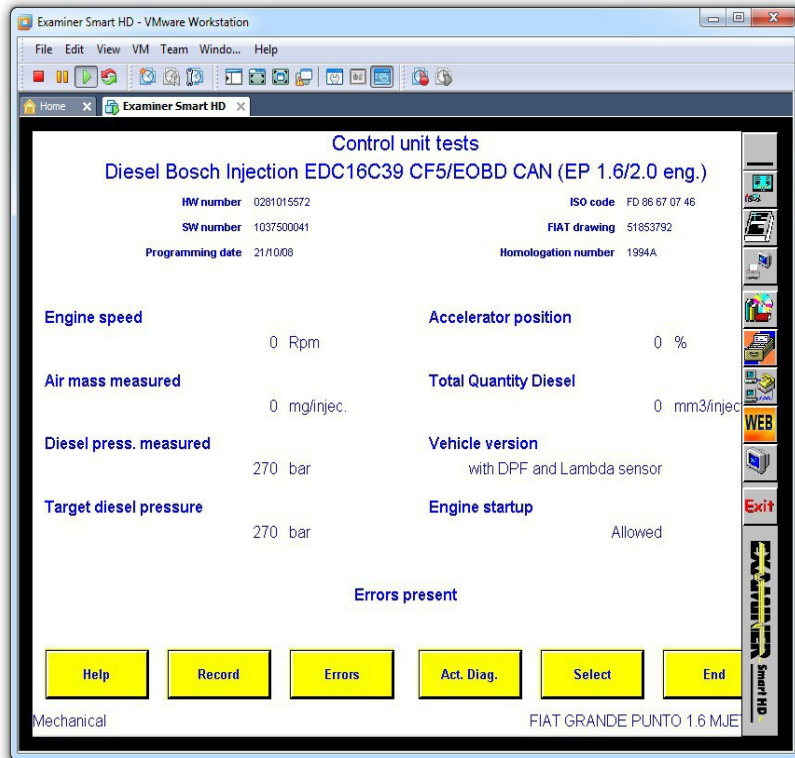 Examiner Smart HD - VMware Workstation
File Edit View VM Team Windo... Help
Home Examiner Smart HD
Control unit tests
Diesel Bosch Injection EDC16C39 CF5/EOBD CAN (EP 1.6/2.0 eng.)
HW number 0281015572 ISO code FD 86 67 07 46
SW number 1037500041 FIAT drawing 51853792
Programming date 21/10/08 Homologation number 1994A
Engine speed Accelerator position
0 Rpm 0 %
Air mass measured Total Quantity Diesel
0 mg/injec. 0 mm3/injec
Diesel press. measured Vehicle version
270 bar with DPF and Lambda sensor
Target diesel pressure Engine startup
270 bar Allowed
Errors present
Help Record Errors Act. Diag. Select End
Mechanical FIAT GRANDE PUNTO 1.6 MJE
WEB
Exit
EXAMINER Smart HD